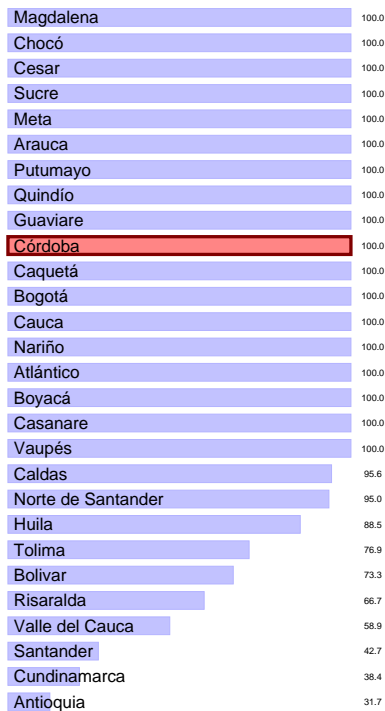 Magdalena 100.0
Chocó 100.0
Cesar 100.0
Sucre 100.0
Meta 100.0
Arauca 100.0
Putumayo 100.0
Quindío 100.0
Guaviare 100.0
Córdoba 100.0
Caquetá 100.0
Bogotá 100.0
Cauca 100.0
Nariño 100.0
Atlántico 100.0
Boyacá 100.0
Casanare 100.0
Vaupés 100.0
Caldas 95.6
Norte de Santander 95.0
Huila 88.5
Tolima 76.9
Bolivar 73.3
Risaralda 66.7
Valle del Cauca 58.9
Santander 42.7
Cundinamarca 38.4
Antioquia 31.7